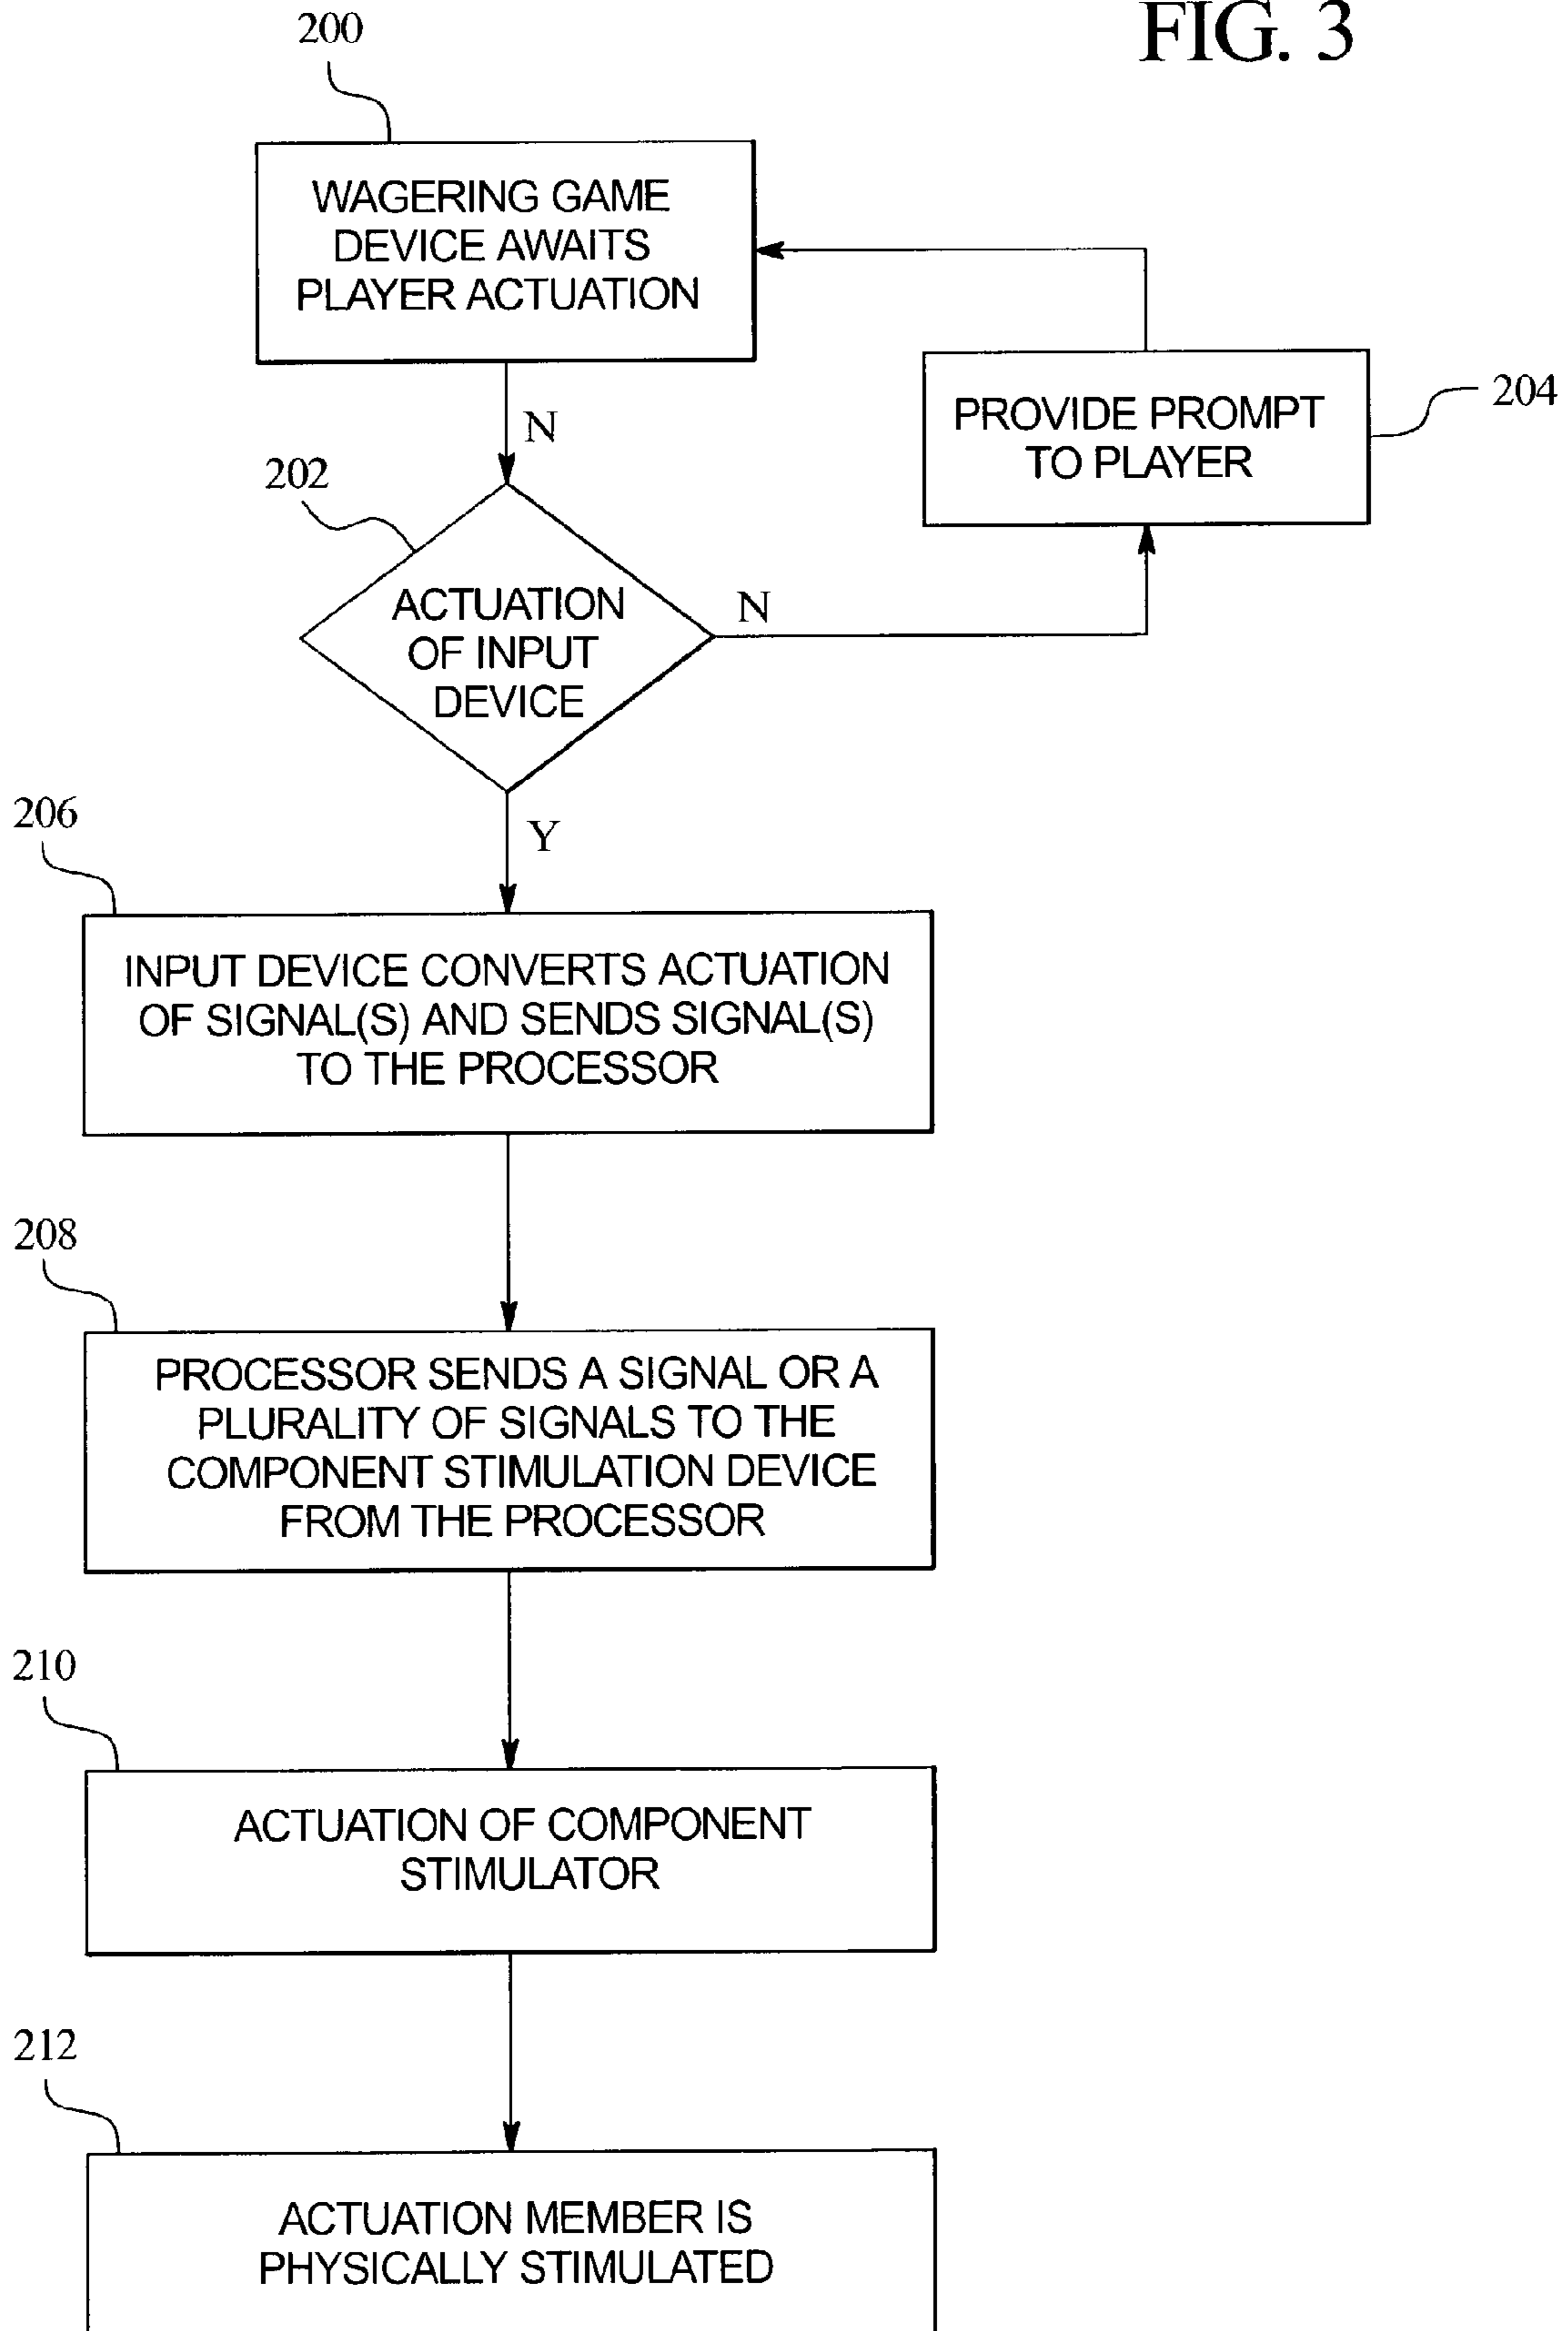 FIG. 3
200
WAGERING GAME
DEVICE AWAITS
PLAYER ACTUATION
204
PROVIDE PROMPT
TO PLAYER
N
202
ACTUATION
OF INPUT
DEVICE
N
206
Y
INPUT DEVICE CONVERTS ACTUATION
OF SIGNAL(S) AND SENDS SIGNAL(S)
TO THE PROCESSOR
208
PROCESSOR SENDS A SIGNAL OR A
PLURALITY OF SIGNALS TO THE
COMPONENT STIMULATION DEVICE
FROM THE PROCESSOR
210
ACTUATION OF COMPONENT
STIMULATOR
212
ACTUATION MEMBER IS
PHYSICALLY STIMULATED